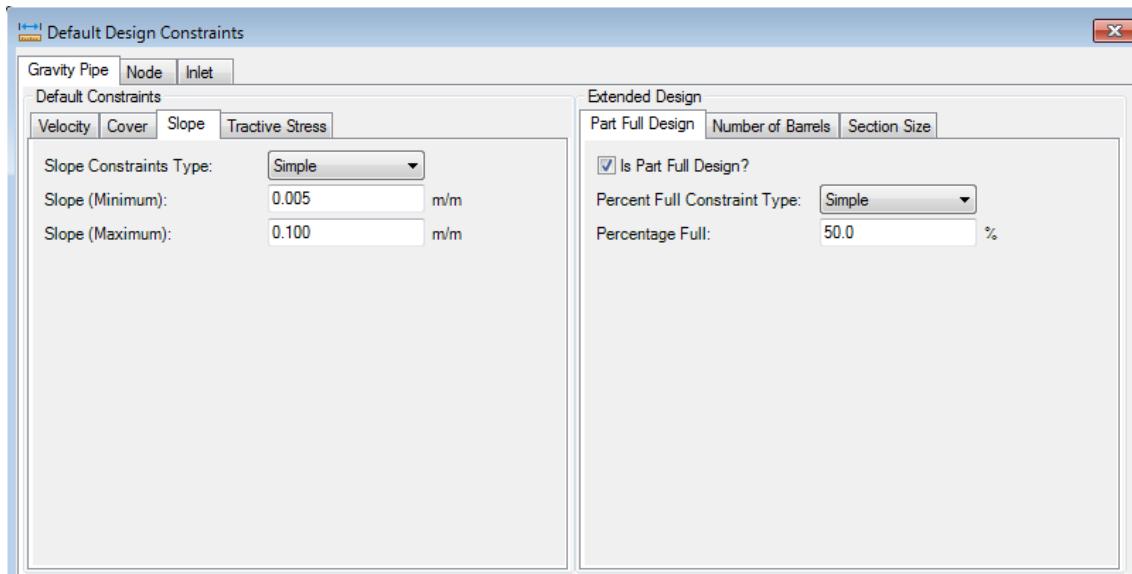 Default Design Constraints
Gravity Pipe Node Inlet
Default Constraints
Velocity Cover Slope Tractive Stress
Slope Constraints Type: Simple
Slope (Minimum): 0.005 m/m
Slope (Maximum): 0.100 m/m
Extended Design
Part Full Design Number of Barrels Section Size
Is Part Full Design?
Percent Full Constraint Type: Simple
Percentage Full: 50.0 %